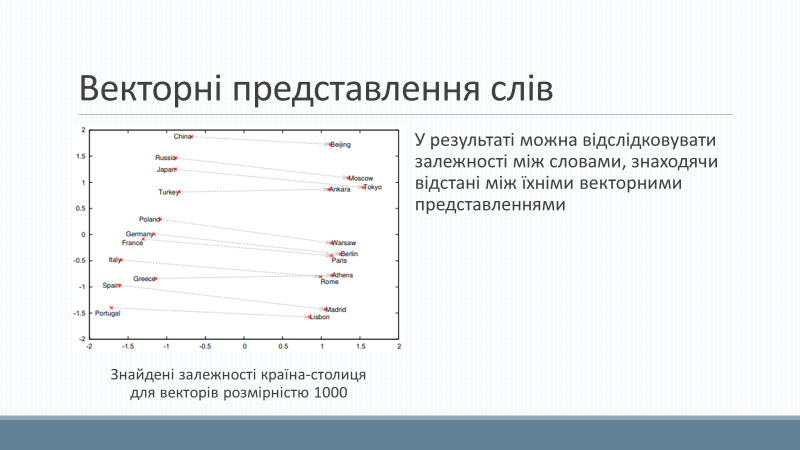 Векторні представлення слів
2
1.5
1
0.5
0
-0.5
-1
-1.5
-2
-2 -1.5 -1 -0.5 0 0.5 1 1.5 2
China
Beijing
Russia
Japan
Moscow
Tokyo
Turkey
Ankara
Poland
Germany
France
Warsaw
Berlin
Paris
Italy
Greece
Athens
Rome
Spain
Madrid
Portugal
Lisbon
У результаті можна відслідковувати
залежності між словами, знаходячи
відстані між їхніми векторними
представленнями
Знайдені залежності країна-столиця
для векторів розмірністю 1000